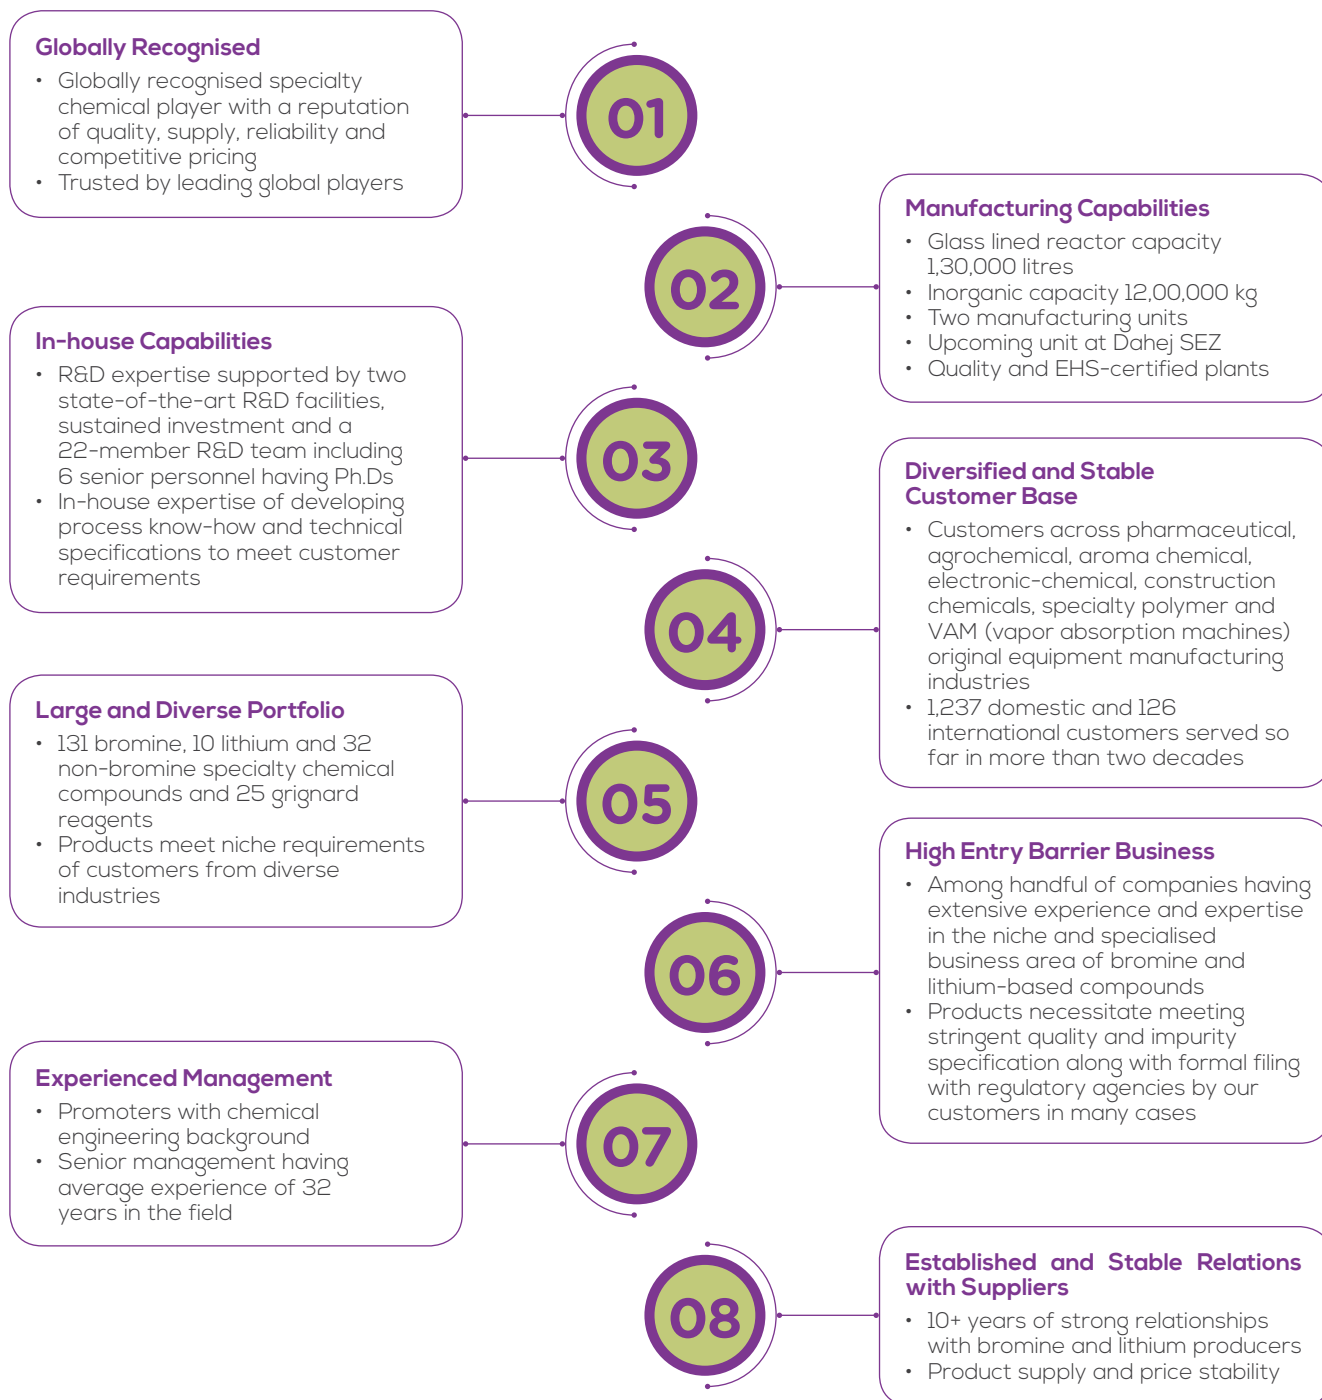 Globally Recognised
• Globally recognised specialty
chemical player with a reputation
of quality, supply, reliability and
competitive pricing
• Trusted by leading global players
01
Manufacturing Capabilities
• Glass lined reactor capacity
1,30,000 litres
• Inorganic capacity 12,00,000 kg
• Two manufacturing units
• Upcoming unit at Dahej SEZ
• Quality and EHS-certified plants
02
In-house Capabilities
• R&D expertise supported by two
state-of-the-art R&D facilities,
sustained investment and a
22-member R&D team including
6 senior personnel having Ph.Ds
• In-house expertise of developing
process know-how and technical
specifications to meet customer
requirements
03
Diversified and Stable
Customer Base
• Customers across pharmaceutical,
agrochemical, aroma chemical,
electronic-chemical, construction
chemicals, specialty polymer and
VAM (vapor absorption machines)
original equipment manufacturing
industries
• 1,237 domestic and 126
international customers served so
far in more than two decades
04
Large and Diverse Portfolio
• 131 bromine, 10 lithium and 32
non-bromine specialty chemical
compounds and 25 grignard
reagents
• Products meet niche requirements
of customers from diverse
industries
05
High Entry Barrier Business
• Among handful of companies having
extensive experience and expertise
in the niche and specialised
business area of bromine and
lithium-based compounds
• Products necessitate meeting
stringent quality and impurity
specification along with formal filing
with regulatory agencies by our
customers in many cases
06
Experienced Management
• Promoters with chemical
engineering background
• Senior management having
average experience of 32
years in the field
07
Established and Stable Relations
with Suppliers
• 10+ years of strong relationships
with bromine and lithium producers
• Product supply and price stability
08